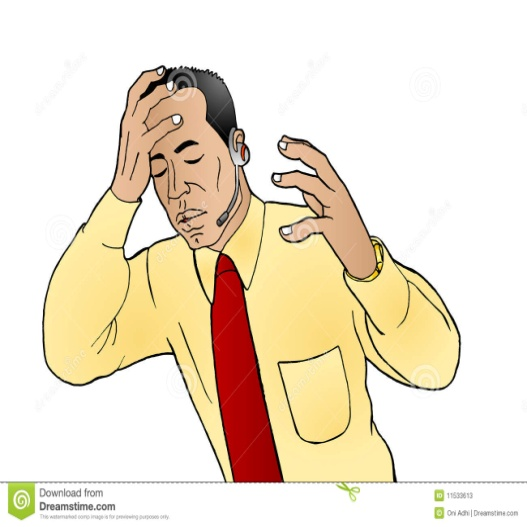 Download from
Dreamstime.com
This watermarked comp image is for previewing purposes only.
11533613
Oni Adhi | Dreamstime.com